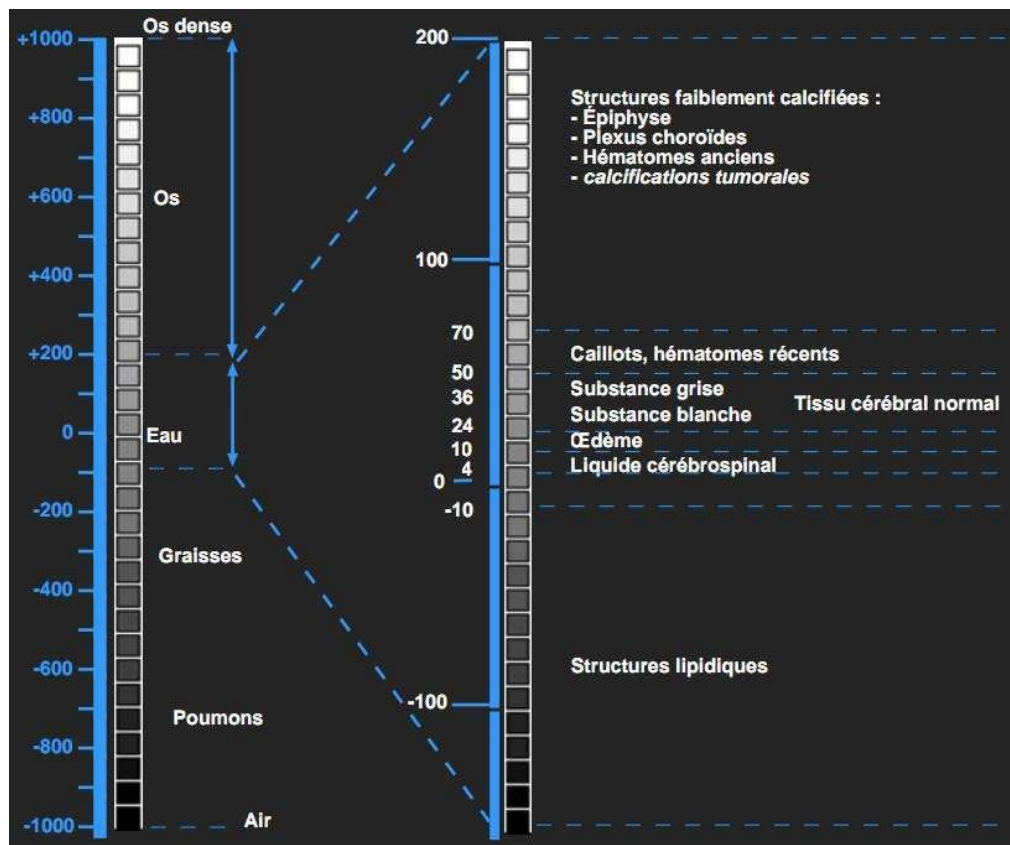 Os dense
+1000
+800
+600
Os
+400
+200
0
Eau
-200
Graisses
-400
-600
Poumons
-800
-1000
Air
200
100
70
50
36
24
10
4
0
-10
-100
Structures faiblement calcifiées :
- Épiphyse
- Plexus choroïdes
- Hématomes anciens
- calcifications tumorales
Caillots, hématomes récents
Substance grise
Substance blanche
Tissu cérébral normal
Œdème
Liquide cérébrospinal
Structures lipidiques